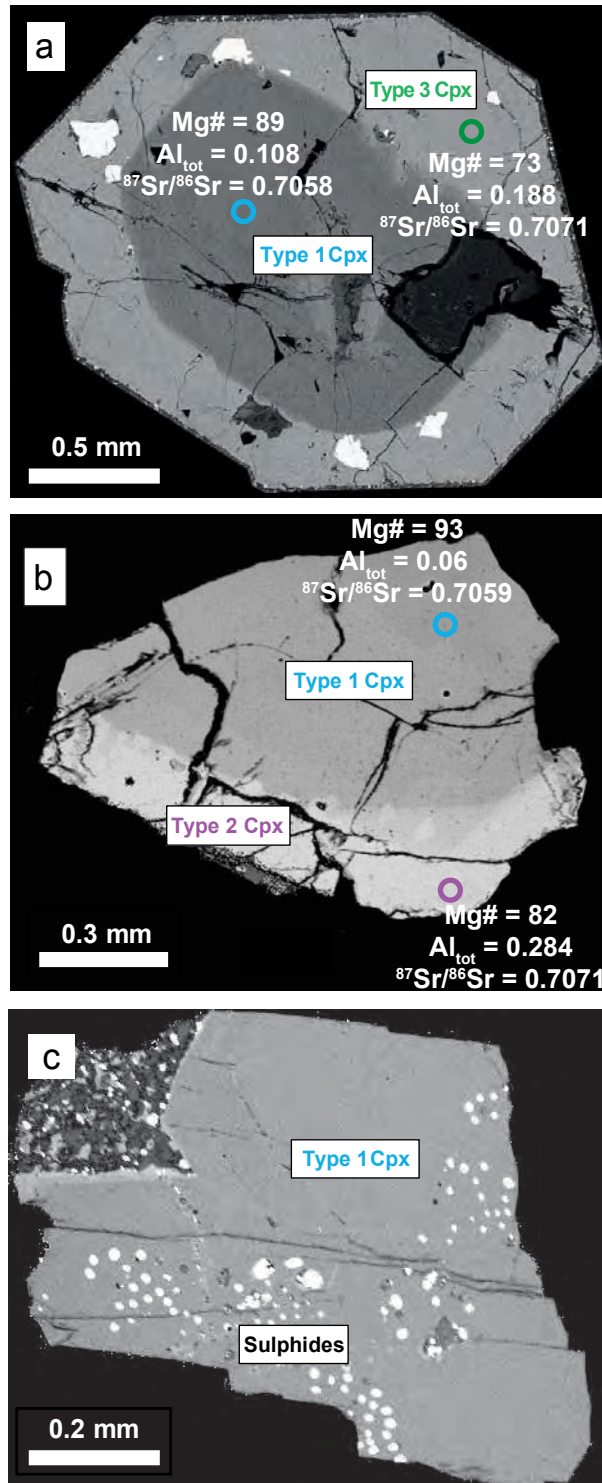 a
Type 3 Cpx
Mg# = 89
Al_tot = 0.108
⁸⁷Sr/⁸⁶Sr = 0.7058
Mg# = 73
Al_tot = 0.188
⁸⁷Sr/⁸⁶Sr = 0.7071
Type 1 Cpx
0.5 mm
b
Mg# = 93
Al_tot = 0.06
⁸⁷Sr/⁸⁶Sr = 0.7059
Type 1 Cpx
Type 2 Cpx
Mg# = 82
Al_tot = 0.284
⁸⁷Sr/⁸⁶Sr = 0.7071
0.3 mm
c
Type 1 Cpx
Sulphides
0.2 mm